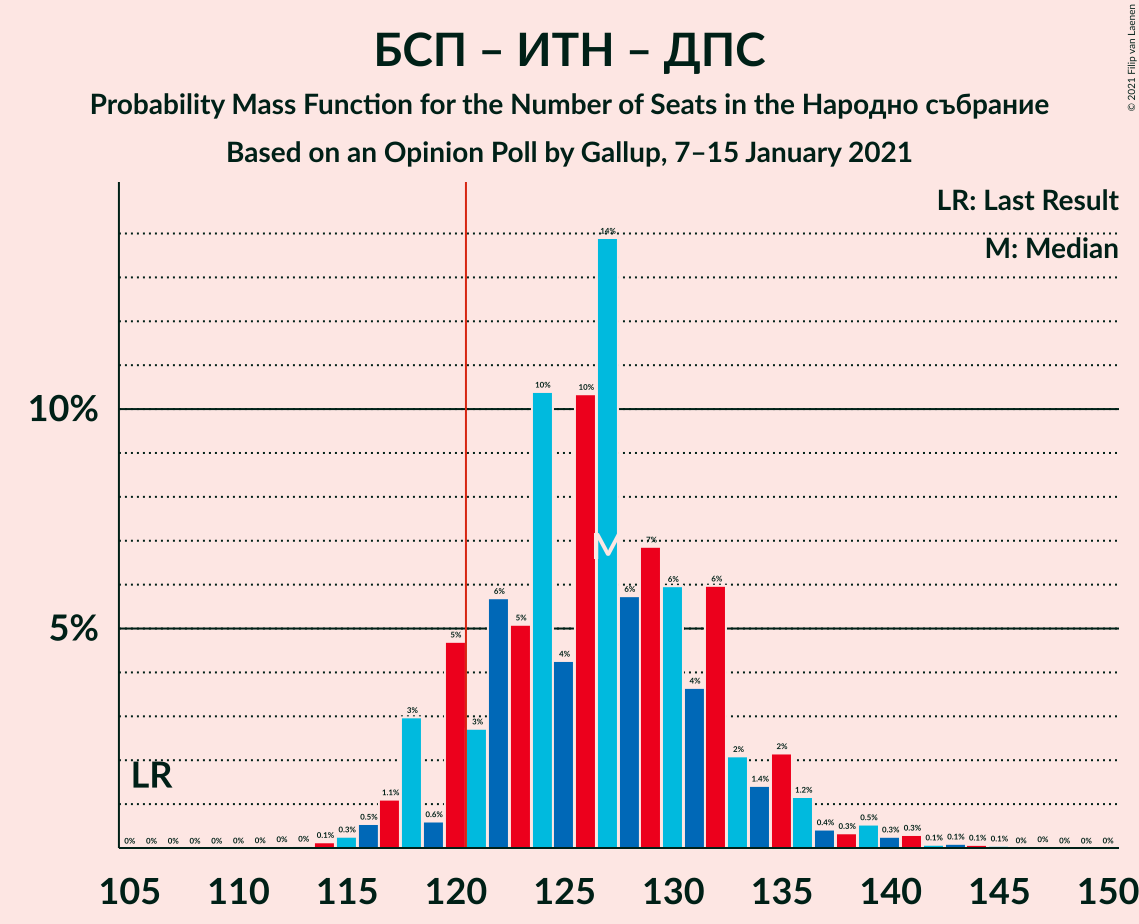 БСП – ИТН – ДПС
Probability Mass Function for the Number of Seats in the Народно събрание
Based on an Opinion Poll by Gallup, 7–15 January 2021
© 2021 Filip van Laenen
LR: Last Result
M: Median
10%
5%
LR
M
0% 0% 0% 0% 0% 0% 0% 0% 0% 0.1% 0.3% 0.5% 1.1% 3% 0.6% 5% 3% 6% 5% 10% 4% 10% 14% 6% 7% 6% 4% 6% 2% 1.4% 2% 1.2% 0.4% 0.3% 0.5% 0.3% 0.3% 0.1% 0.1% 0.1% 0.1% 0% 0% 0% 0% 0%
105 110 115 120 125 130 135 140 145 150